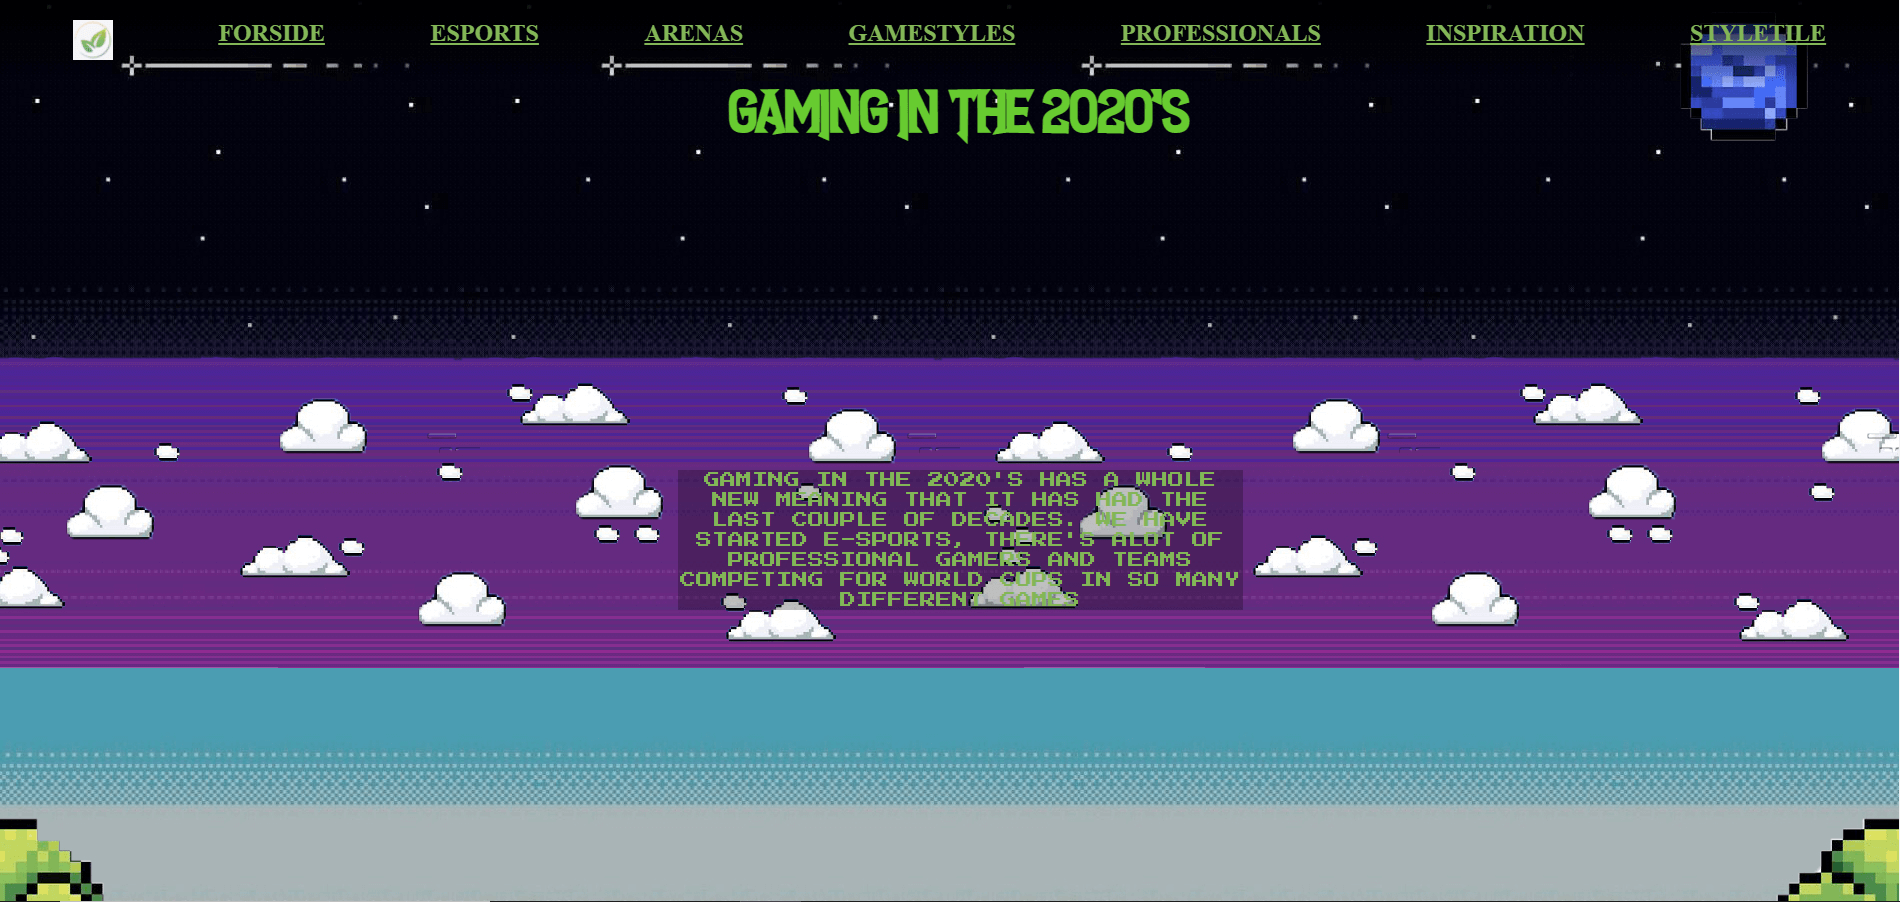 FORSIDE ESPORTS ARENAS GAMESTYLES PROFESSIONALS INSPIRATION STYLETILE
GAMING IN THE 2020'S
GAMING IN THE 2020'S HAS A WHOLE
NEW MEANING THAT IT HAS HAD THE
LAST COUPLE OF DECADES. WE HAVE
STARTED E-SPORTS, THERE'S ALOT OF
PROFESSIONAL GAMERS AND TEAMS
COMPETING FOR WORLD CUPS IN SO MANY
DIFFERENT GAMES